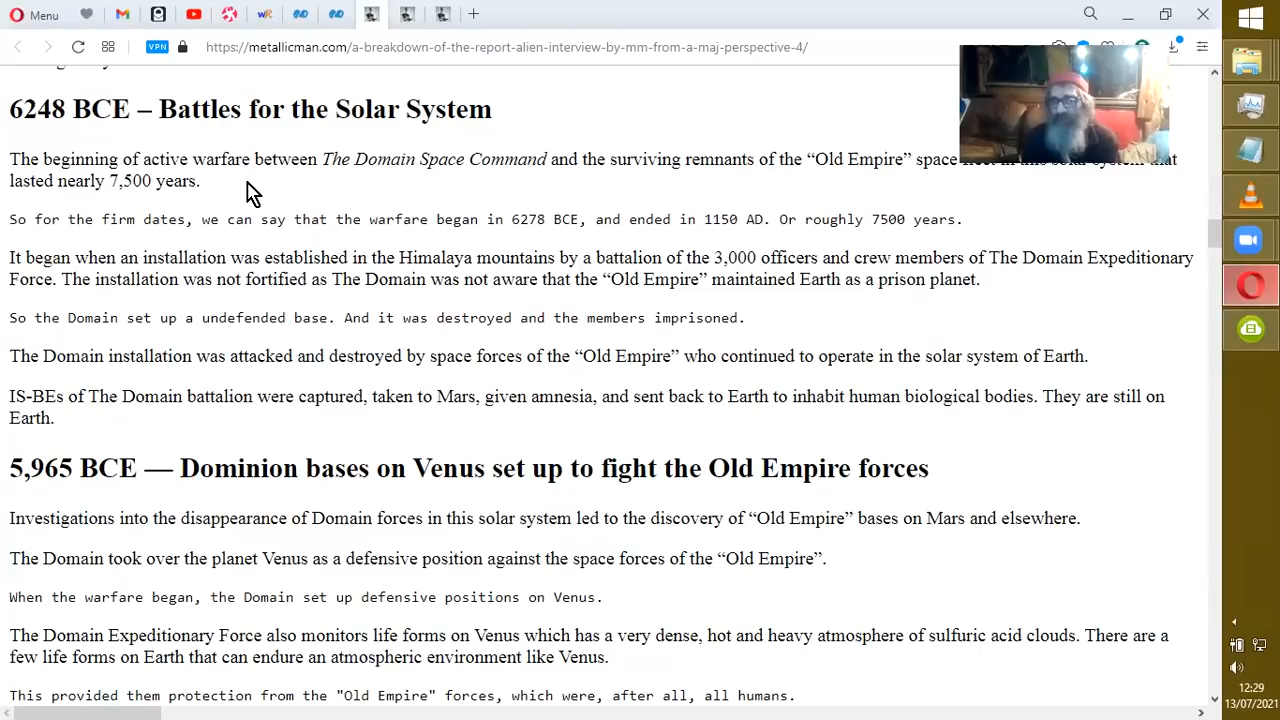 Menu
wR
VPN
https://metallicman.com/a-breakdown-of-the-report-alien-interview-by-mm-from-a-maj-perspective-4/
6248 BCE – Battles for the Solar System
The beginning of active warfare between The Domain Space Command and the surviving remnants of the “Old Empire” space fleet in this solar system that
lasted nearly 7,500 years.
So for the firm dates, we can say that the warfare began in 6278 BCE, and ended in 1150 AD. Or roughly 7500 years.
It began when an installation was established in the Himalaya mountains by a battalion of the 3,000 officers and crew members of The Domain Expeditionary
Force. The installation was not fortified as The Domain was not aware that the “Old Empire” maintained Earth as a prison planet.
So the Domain set up a undefended base. And it was destroyed and the members imprisoned.
The Domain installation was attacked and destroyed by space forces of the “Old Empire” who continued to operate in the solar system of Earth.
IS-BEs of The Domain battalion were captured, taken to Mars, given amnesia, and sent back to Earth to inhabit human biological bodies. They are still on
Earth.
5,965 BCE — Dominion bases on Venus set up to fight the Old Empire forces
Investigations into the disappearance of Domain forces in this solar system led to the discovery of “Old Empire” bases on Mars and elsewhere.
The Domain took over the planet Venus as a defensive position against the space forces of the “Old Empire”.
When the warfare began, the Domain set up defensive positions on Venus.
The Domain Expeditionary Force also monitors life forms on Venus which has a very dense, hot and heavy atmosphere of sulfuric acid clouds. There are a
few life forms on Earth that can endure an atmospheric environment like Venus.
This provided them protection from the "Old Empire" forces, which were, after all, all humans.
12:29
13/07/2021